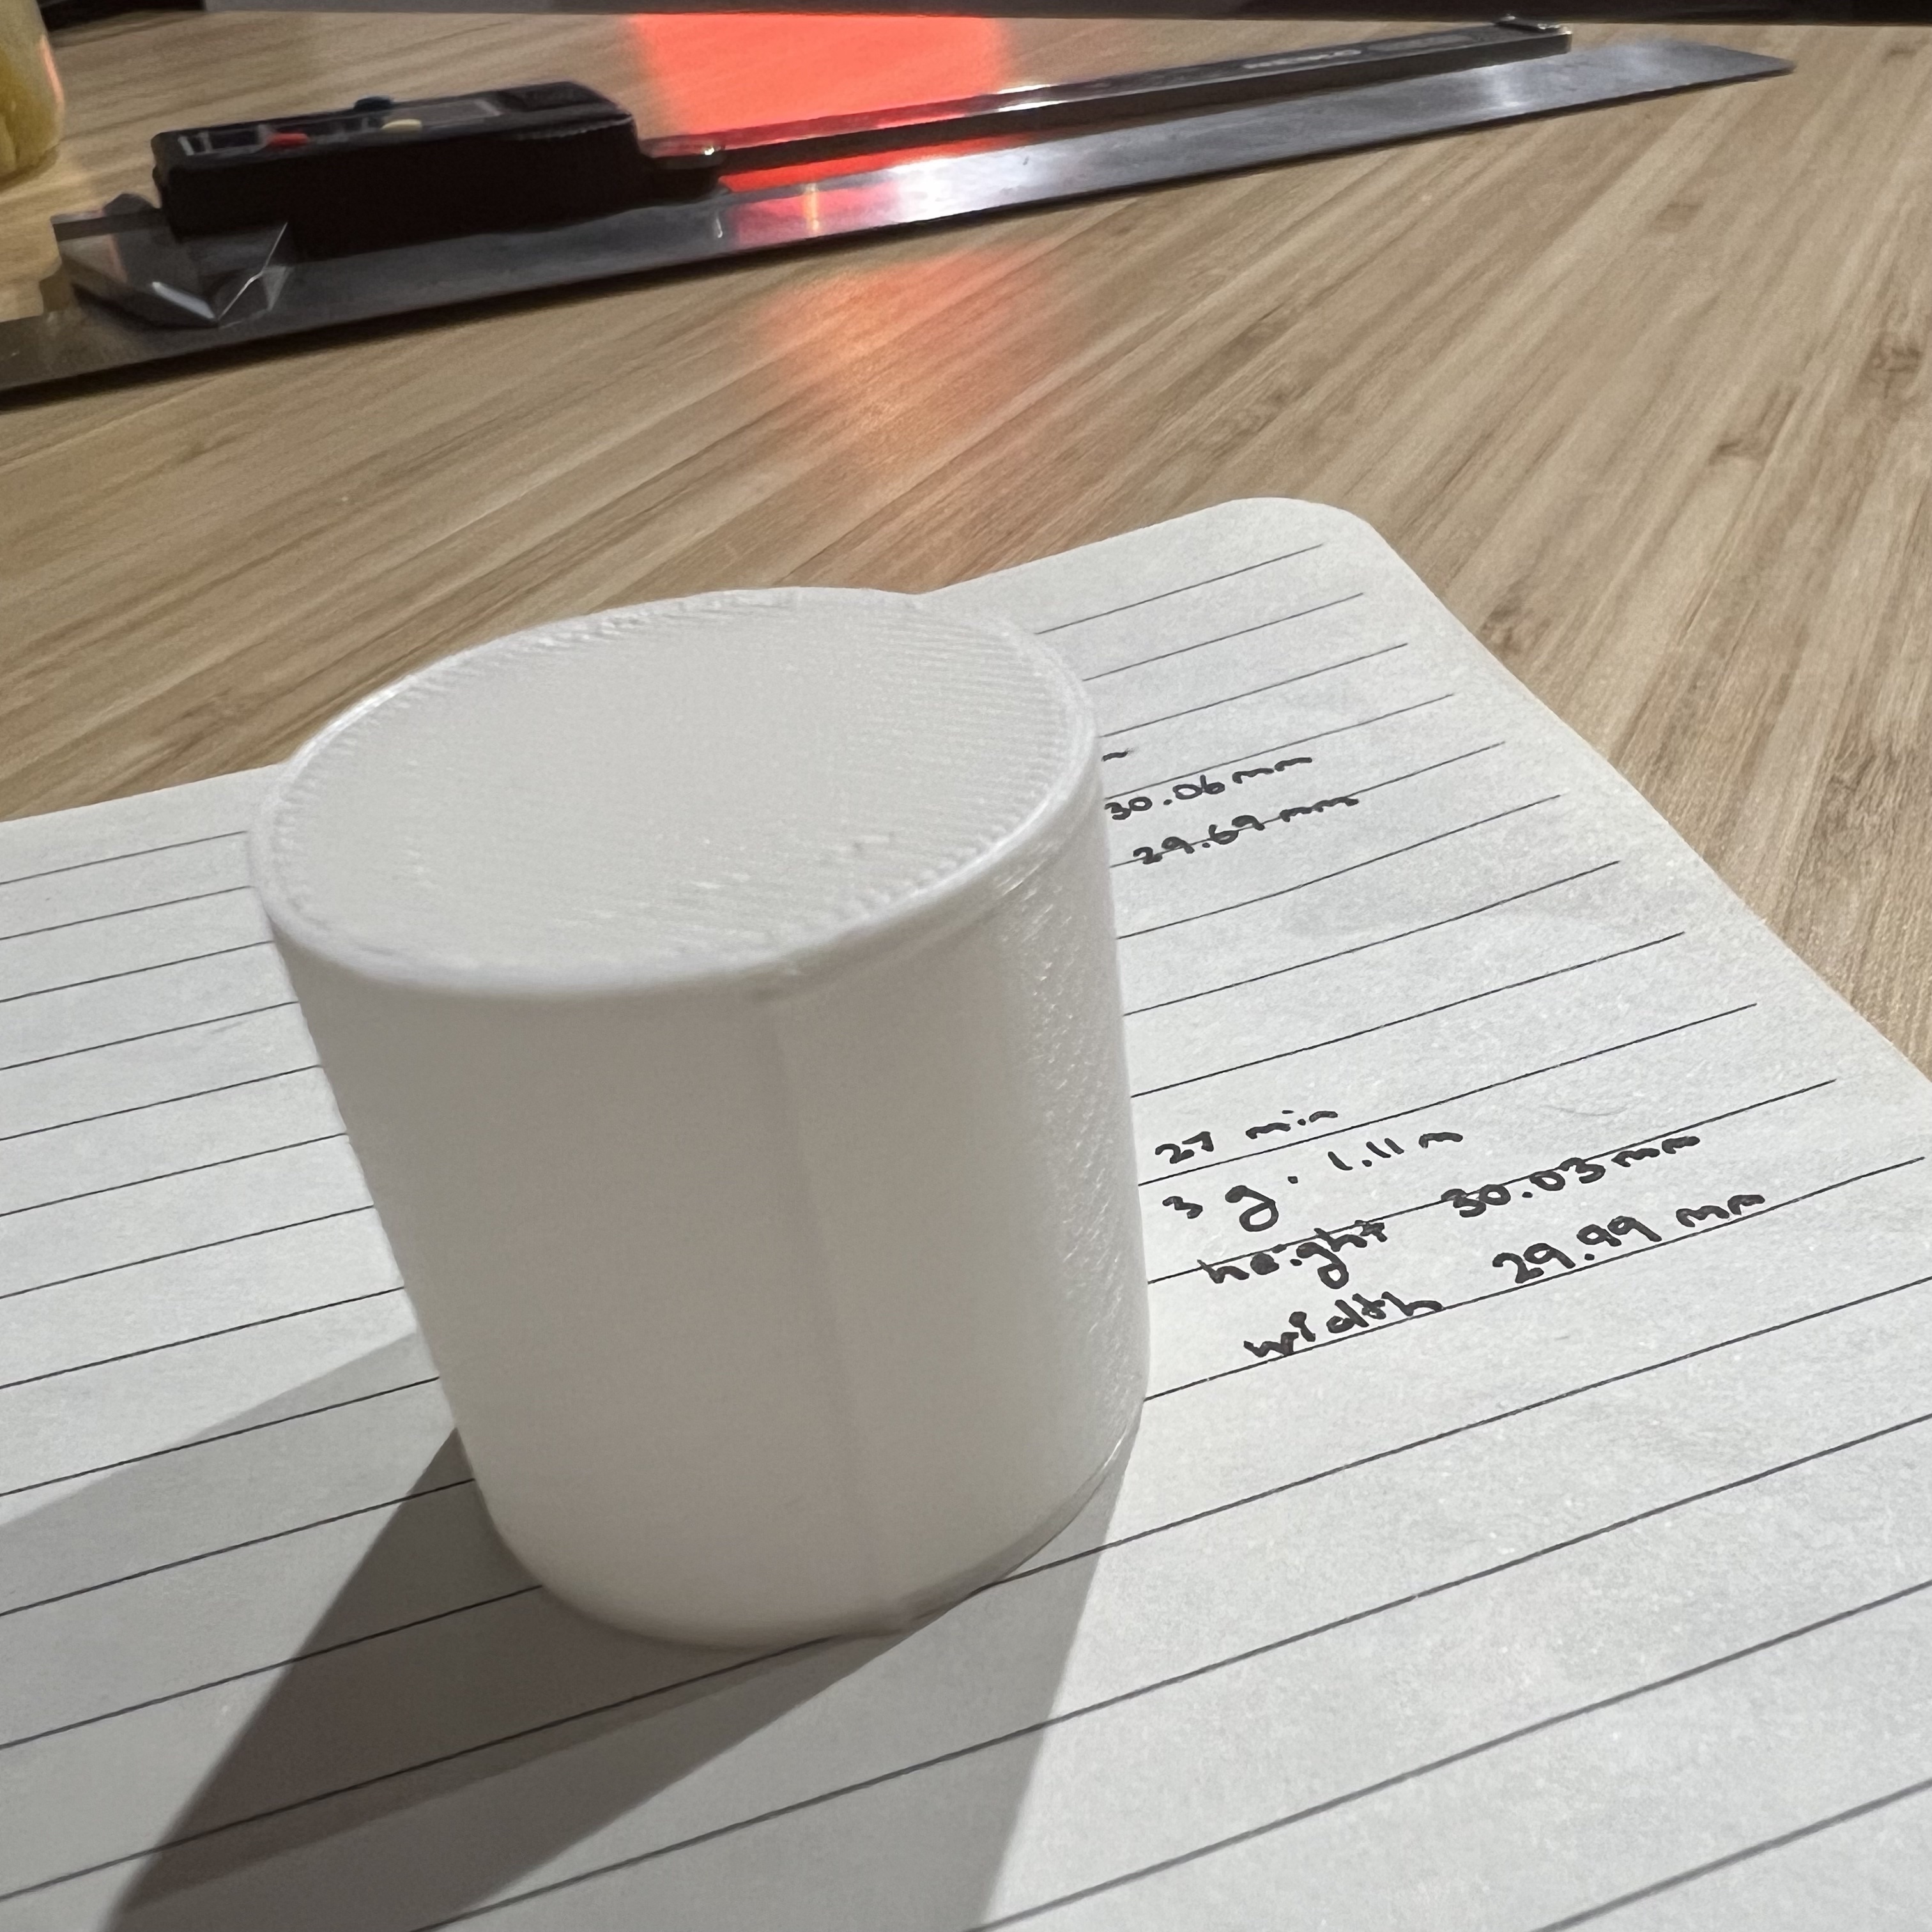 30.06 mm
29.69 mm
27 min
3 g. 1.11 m
height 30.03 mm
width 29.99 mm